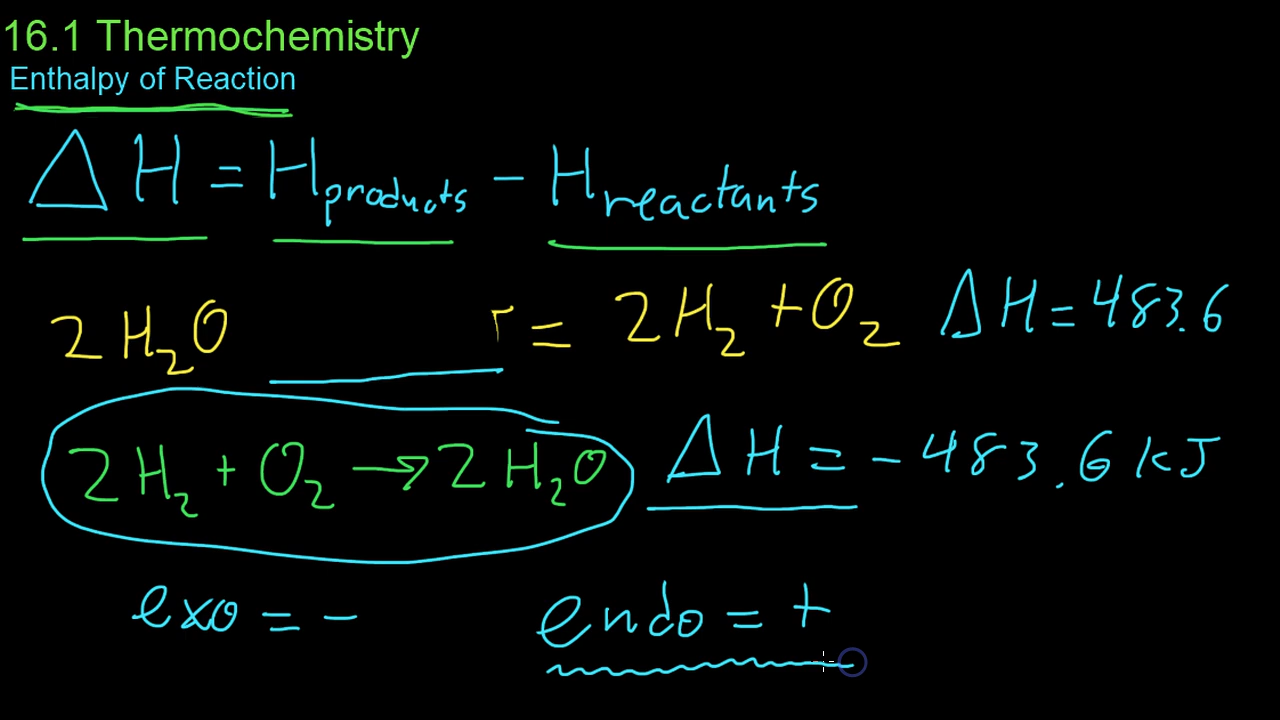 16.1 Thermochemistry
Enthalpy of Reaction
ΔH = Hproducts - Hreactants
2H₂O = 2H₂ + O₂ ΔH = 483.6
2H₂ + O₂ → 2H₂O ΔH = -483.6 kJ
exo = - endo = +